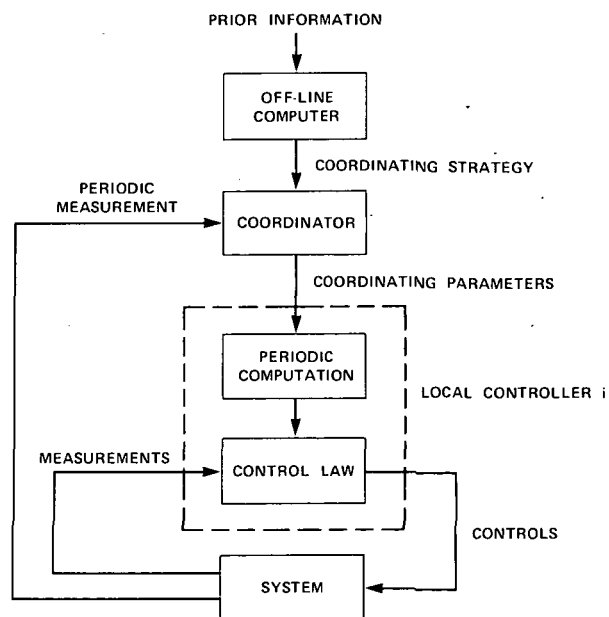 PRIOR INFORMATION
OFF-LINE
COMPUTER
COORDINATING STRATEGY
PERIODIC
MEASUREMENT
COORDINATOR
COORDINATING PARAMETERS
PERIODIC
COMPUTATION
LOCAL CONTROLLER i
MEASUREMENTS
CONTROL LAW
CONTROLS
SYSTEM